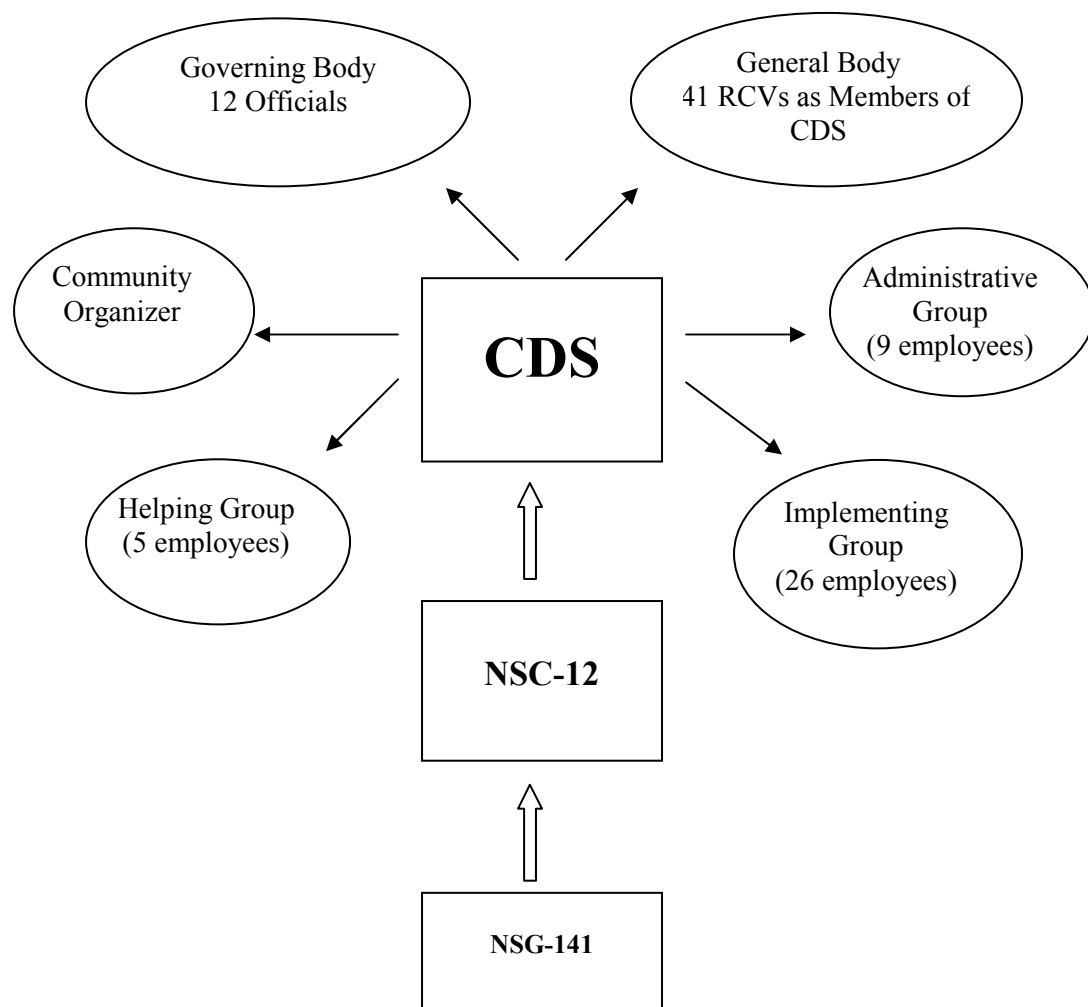 Governing Body
12 Officials
General Body
41 RCVs as Members of
CDS
Community
Organizer
CDS
Administrative
Group
(9 employees)
Helping Group
(5 employees)
Implementing
Group
(26 employees)
NSC-12
NSG-141